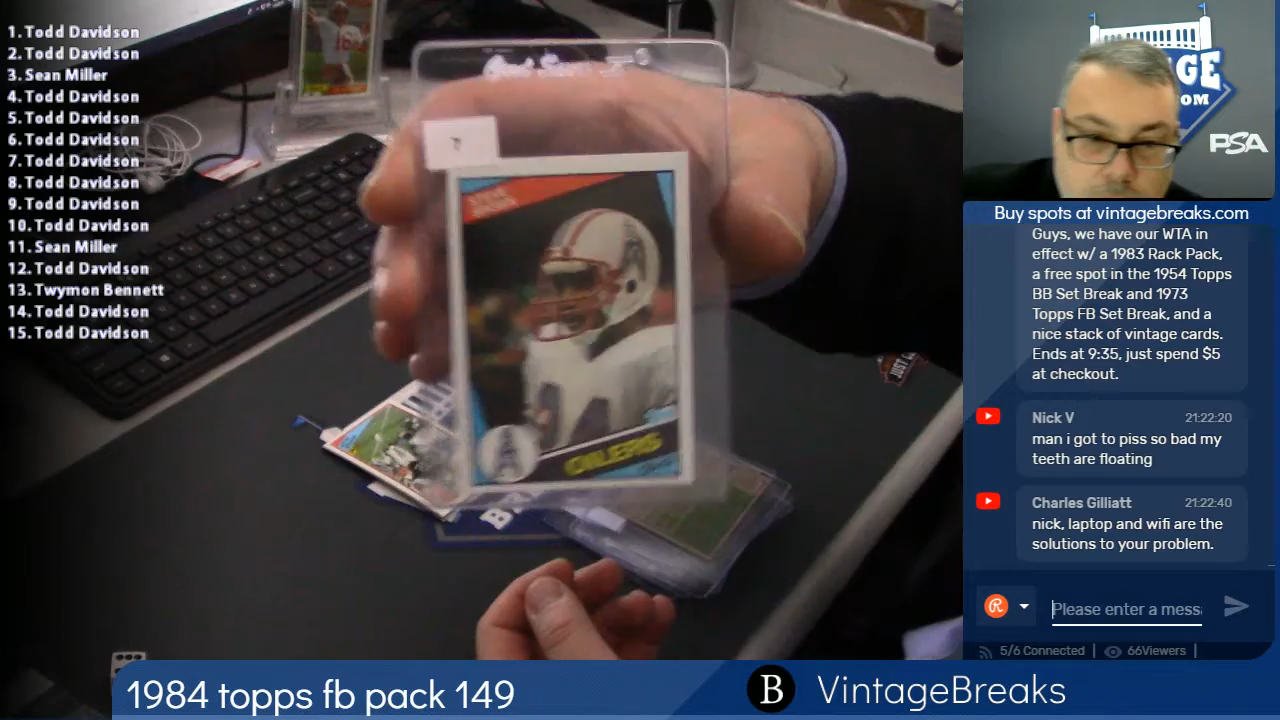 1. Todd Davidson
2. Todd Davidson
3. Sean Miller
4. Todd Davidson
5. Todd Davidson
6. Todd Davidson
7. Todd Davidson
8. Todd Davidson
9. Todd Davidson
10. Todd Davidson
11. Sean Miller
12. Todd Davidson
13. Twymon Bennett
14. Todd Davidson
15. Todd Davidson
OILERS
PSA
Buy spots at vintagebreaks.com
Guys, we have our WTA in
effect w/ a 1983 Rack Pack,
a free spot in the 1954 Topps
BB Set Break and 1973
Topps FB Set Break, and a
nice stack of vintage cards.
Ends at 9:35, just spend $5
at checkout.
Nick V 21:22:20
man i got to piss so bad my
teeth are floating
Charles Gilliatt 21:22:40
nick, laptop and wifi are the
solutions to your problem.
Please enter a mess
5/6 Connected | 66Viewers |
1984 topps fb pack 149
B VintageBreaks